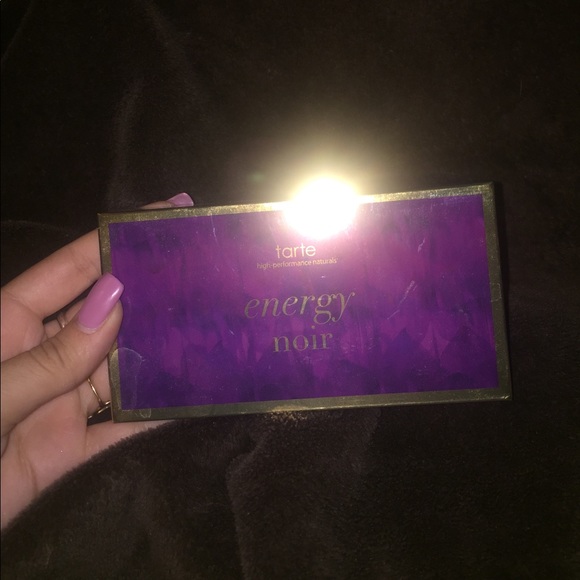 tarte
high-performance naturals
energy
noir